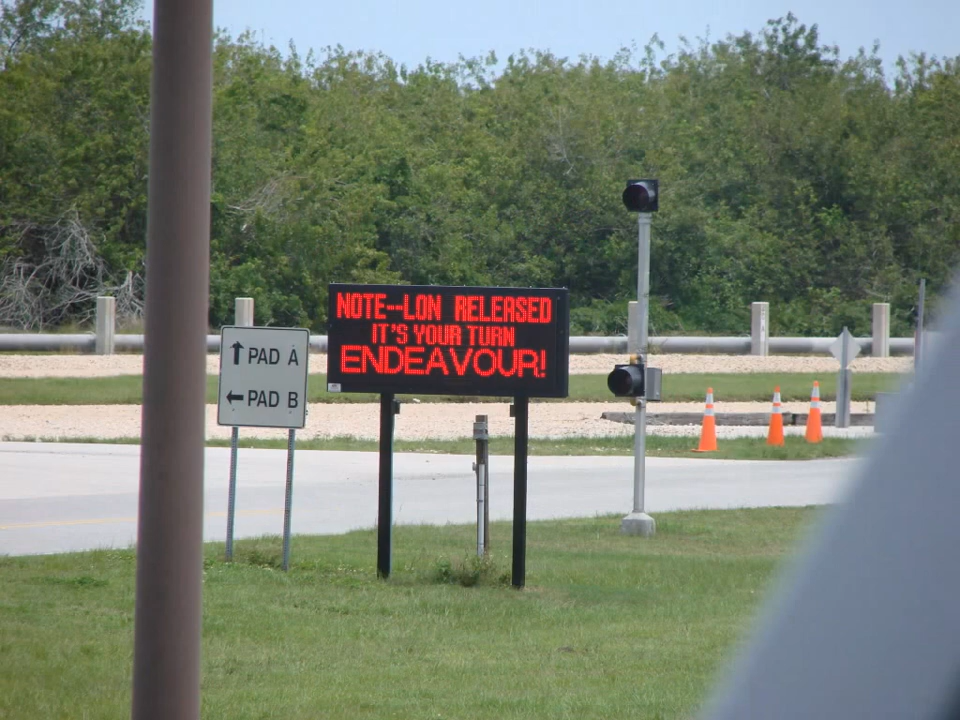 ↑ PAD A
← PAD B
NOTE--LON RELEASED
IT'S YOUR TURN
ENDEAVOUR!